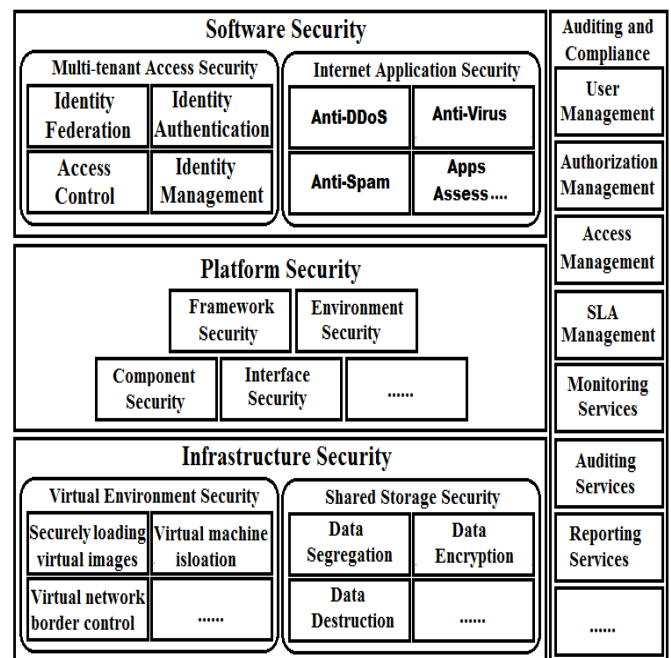 Software Security
Multi-tenant Access Security
Identity
Federation
Identity
Authentication
Access
Control
Identity
Management
Internet Application Security
Anti-DDoS
Anti-Virus
Anti-Spam
Apps
Assess....
Platform Security
Framework
Security
Environment
Security
Component
Security
Interface
Security
......
Infrastructure Security
Virtual Environment Security
Securely loading
virtual images
Virtual machine
isloation
Virtual network
border control
......
Shared Storage Security
Data
Segregation
Data
Encryption
Data
Destruction
......
Auditing and
Compliance
User
Management
Authorization
Management
Access
Management
SLA
Management
Monitoring
Services
Auditing
Services
Reporting
Services
......